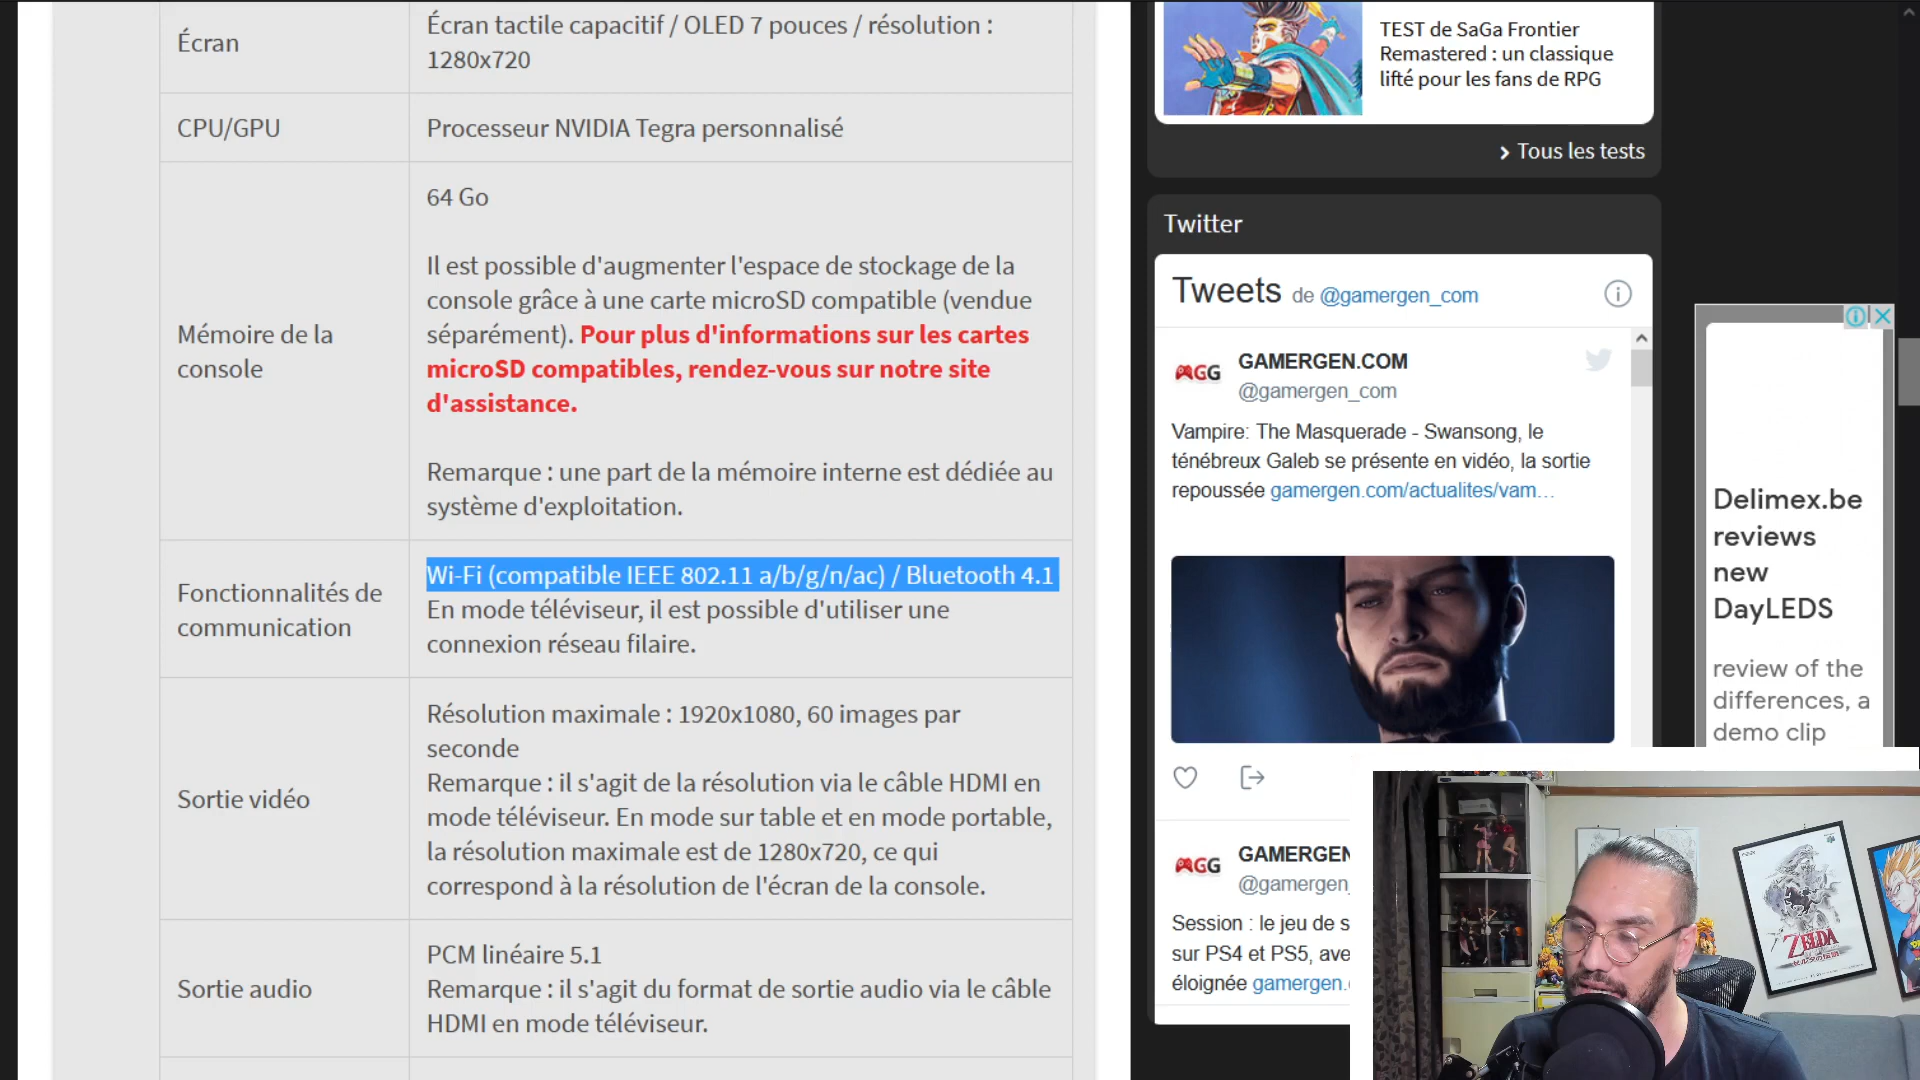 Écran
Écran tactile capacitif / OLED 7 pouces / résolution :
1280x720
CPU/GPU
Processeur NVIDIA Tegra personnalisé
Mémoire de la
console
64 Go
Il est possible d'augmenter l'espace de stockage de la
console grâce à une carte microSD compatible (vendue
séparément). Pour plus d'informations sur les cartes
microSD compatibles, rendez-vous sur notre site
d'assistance.
Remarque : une part de la mémoire interne est dédiée au
système d'exploitation.
Fonctionnalités de
communication
Wi-Fi (compatible IEEE 802.11 a/b/g/n/ac) / Bluetooth 4.1
En mode téléviseur, il est possible d'utiliser une
connexion réseau filaire.
Sortie vidéo
Résolution maximale : 1920x1080, 60 images par
seconde
Remarque : il s'agit de la résolution via le câble HDMI en
mode téléviseur. En mode sur table et en mode portable,
la résolution maximale est de 1280x720, ce qui
correspond à la résolution de l'écran de la console.
Sortie audio
PCM linéaire 5.1
Remarque : il s'agit du format de sortie audio via le câble
HDMI en mode téléviseur.
TEST de SaGa Frontier
Remastered : un classique
lifté pour les fans de RPG
Tous les tests
Twitter
Tweets de @gamergen_com
GG
GAMERGEN.COM
@gamergen_com
Vampire: The Masquerade - Swansong, le
ténébreux Galeb se présente en vidéo, la sortie
repoussée gamergen.com/actualites/vam…
GG
GAMERGEN
@gamergen_
Session : le jeu de s
sur PS4 et PS5, ave
éloignée gamergen.
Delimex.be
reviews
new
DayLEDS
review of the
differences, a
demo clip
ZELDA